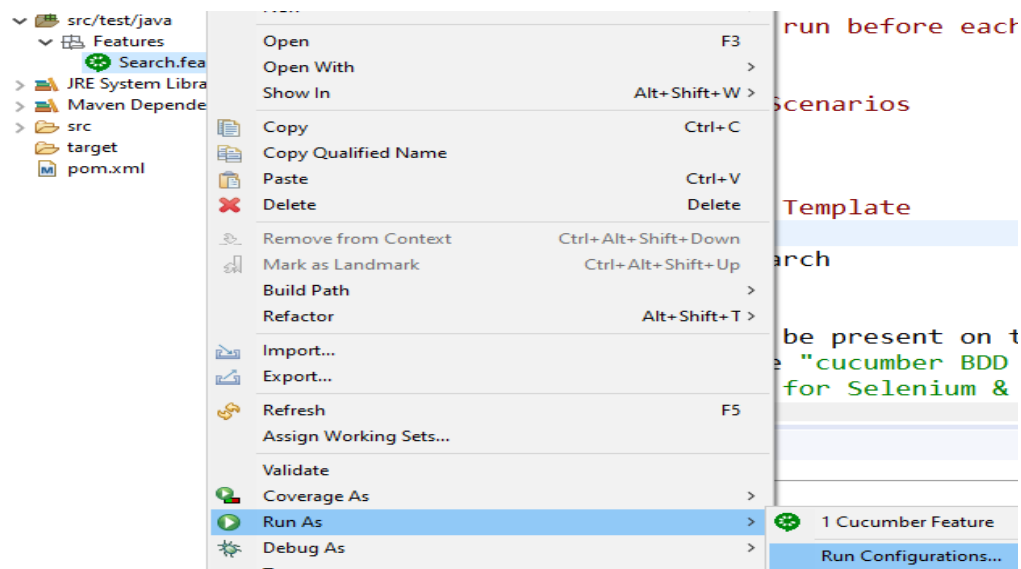 src/test/java
Features
Search.fea
JRE System Libra
Maven Depende
src
target
pom.xml
Open F3
Open With >
Show In Alt+Shift+W >
Copy Ctrl+C
Copy Qualified Name
Paste Ctrl+V
Delete Delete
Remove from Context Ctrl+Alt+Shift+Down
Mark as Landmark Ctrl+Alt+Shift+Up
Build Path >
Refactor Alt+Shift+T >
Import...
Export...
Refresh F5
Assign Working Sets...
Validate
Coverage As >
Run As >
Debug As >
1 Cucumber Feature
Run Configurations...
run before each
Scenarios
Template
arch
be present on t
"cucumber BDD
for Selenium &